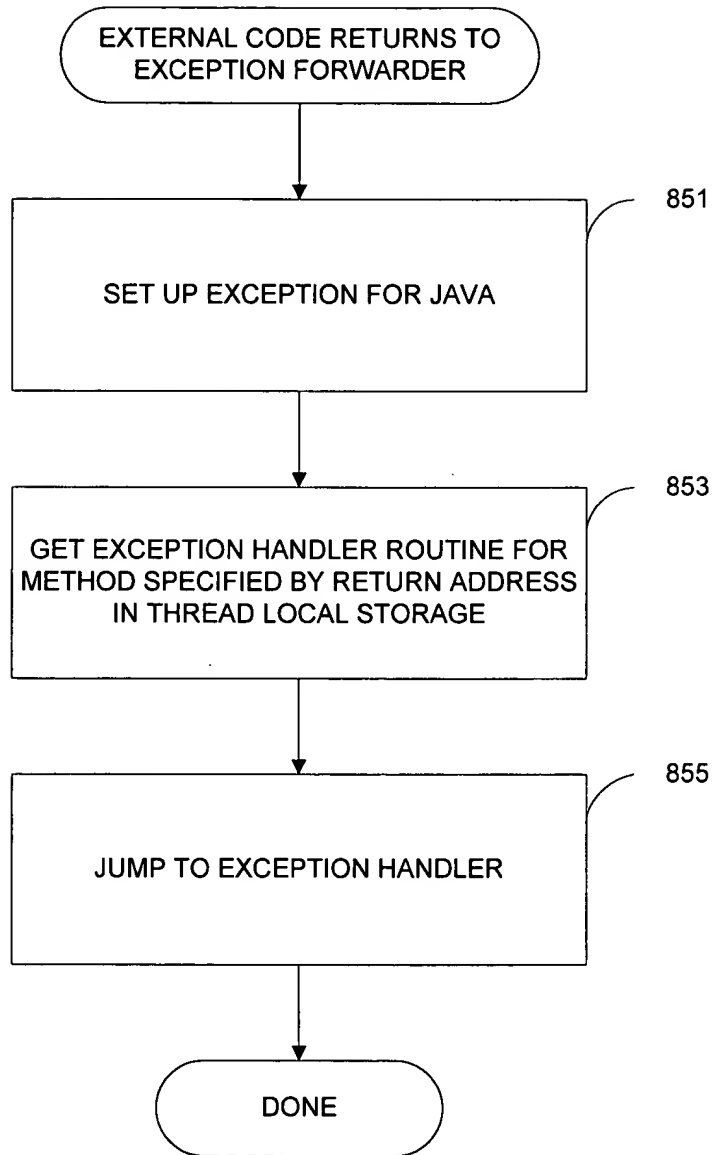 EXTERNAL CODE RETURNS TO
EXCEPTION FORWARDER
851
SET UP EXCEPTION FOR JAVA
853
GET EXCEPTION HANDLER ROUTINE FOR
METHOD SPECIFIED BY RETURN ADDRESS
IN THREAD LOCAL STORAGE
855
JUMP TO EXCEPTION HANDLER
DONE